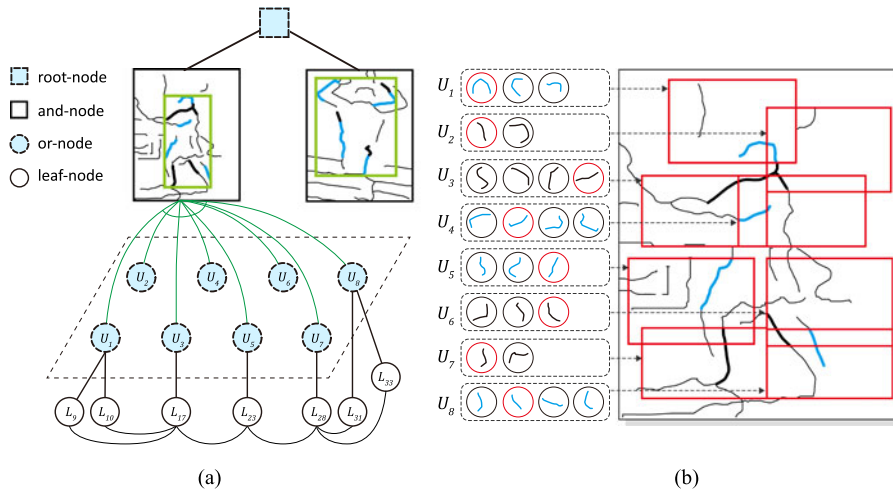 root-node
and-node
or-node
leaf-node
U2 U4 U6 U8
U1 U3 U5 U7
L33
L9 L10 L17 L23 L28 L31
(a)
U1
U2
U3
U4
U5
U6
U7
U8
(b)